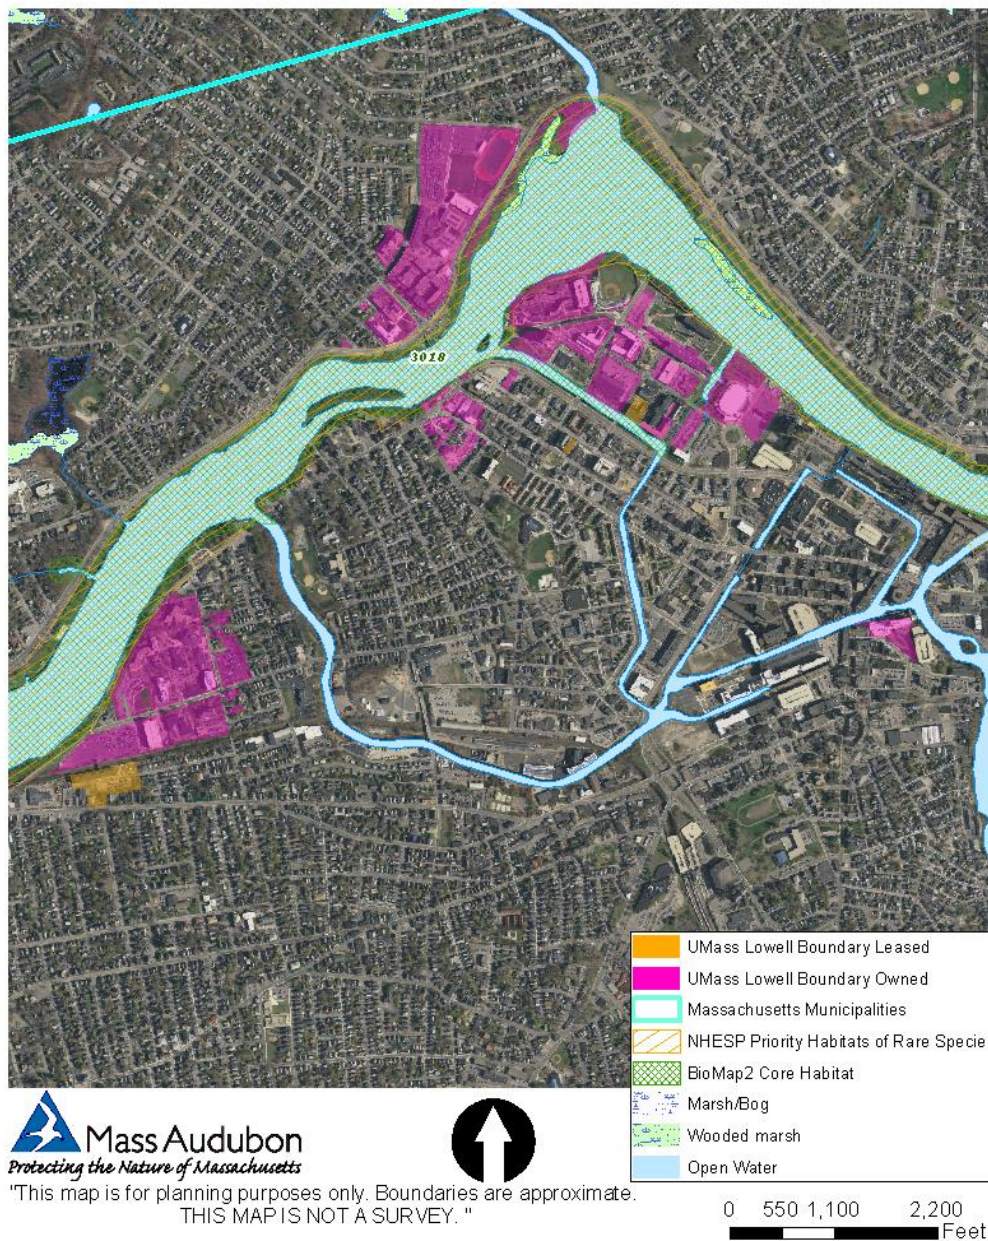 3018
UMass Lowell Boundary Leased
UMass Lowell Boundary Owned
Massachusetts Municipalities
NHESP Priority Habitats of Rare Specie
BioMap2 Core Habitat
Marsh/Bog
Wooded marsh
Open Water
Mass Audubon
Protecting the Nature of Massachusetts
"This map is for planning purposes only. Boundaries are approximate.
THIS MAP IS NOT A SURVEY. "
0 550 1,100 2,200
Feet